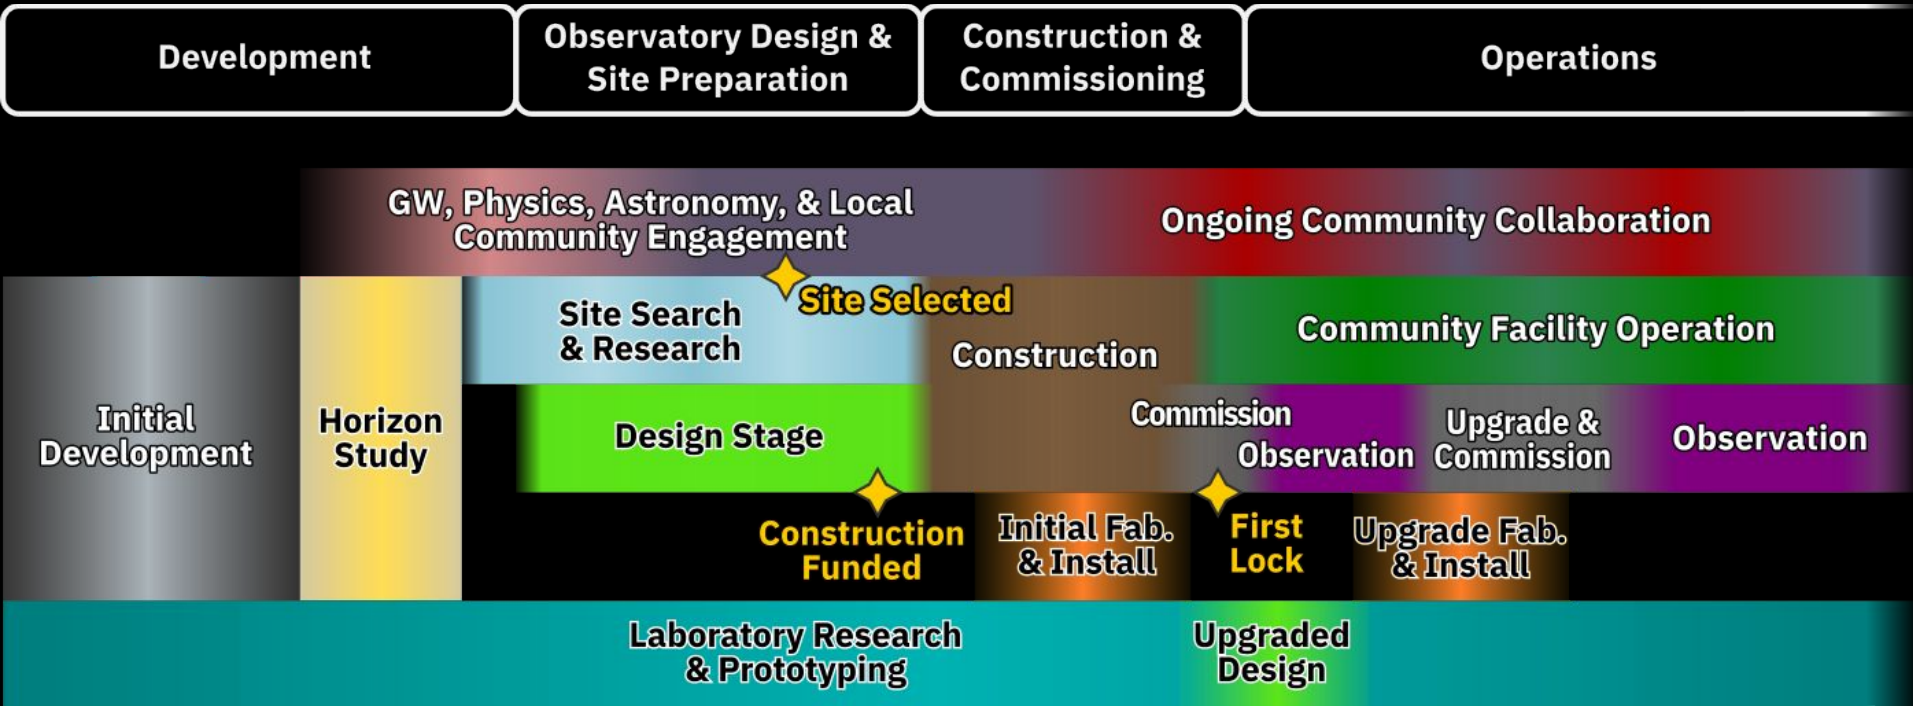 Development
Observatory Design &
Site Preparation
Construction &
Commissioning
Operations
GW, Physics, Astronomy, & Local
Community Engagement
Ongoing Community Collaboration
Site Selected
Site Search
& Research
Construction
Community Facility Operation
Initial
Development
Horizon
Study
Design Stage
Commission
Observation
Upgrade &
Commission
Observation
Construction
Funded
Initial Fab.
& Install
First
Lock
Upgrade Fab.
& Install
Laboratory Research
& Prototyping
Upgraded
Design